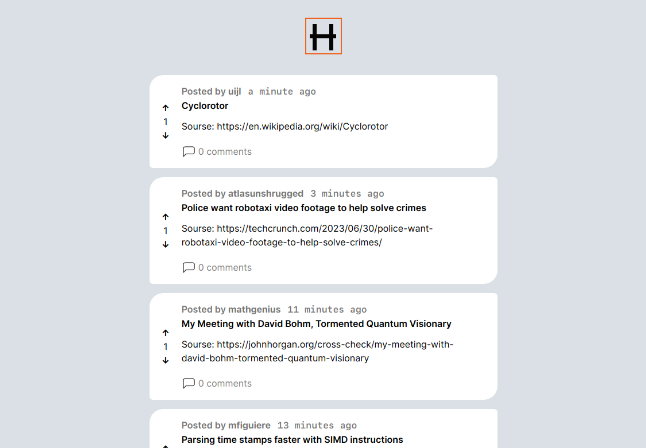 H
Posted by uijl a minute ago
Cyclorotor
1
Sourse: https://en.wikipedia.org/wiki/Cyclorotor
0 comments
Posted by atlasunshrugged 3 minutes ago
Police want robotaxi video footage to help solve crimes
1
Sourse: https://techcrunch.com/2023/06/30/police-want-
robotaxi-video-footage-to-help-solve-crimes/
0 comments
Posted by mathgenius 11 minutes ago
My Meeting with David Bohm, Tormented Quantum Visionary
1
Sourse: https://johnhorgan.org/cross-check/my-meeting-with-
david-bohm-tormented-quantum-visionary
0 comments
Posted by mfiguiere 13 minutes ago
Parsing time stamps faster with SIMD instructions